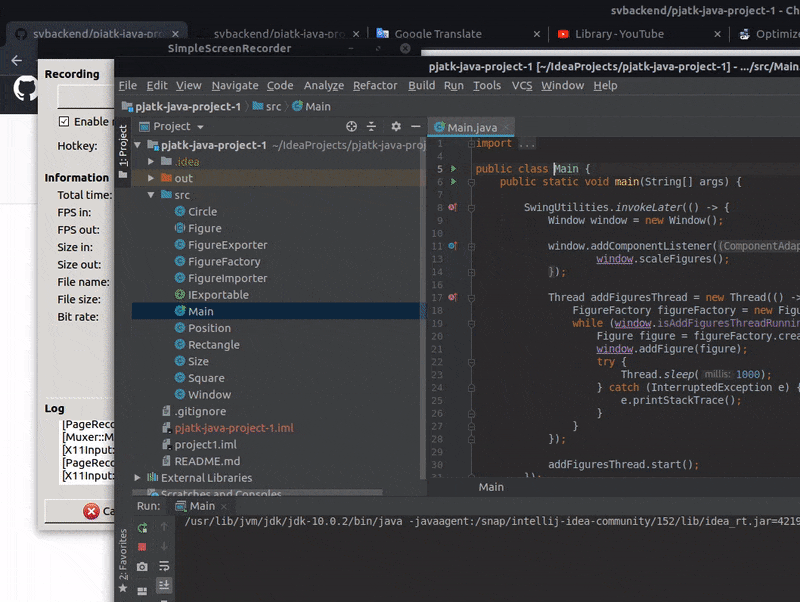 svbackend/pjatk-java-project-1 - Ch
svbackend/pjatk-java-pro
svbackend/pjatk-java-pro
Google Translate
Library - YouTube
Optimize
SimpleScreenRecorder
Recording
Enable
Hotkey:
Information
Total time:
FPS in:
FPS out:
Size in:
Size out:
File name:
File size:
Bit rate:
Log
[PageReco
[Muxer::M
[X11Input:
[PageReco
[X11Input:
Ca
pjatk-java-project-1 [~/IdeaProjects/pjatk-java-project-1] - .../src/Main.
File Edit View Navigate Code Analyze Refactor Build Run Tools VCS Window Help
pjatk-java-project-1 src Main
1: Project
Project
pjatk-java-project-1 ~/IdeaProjects/pjatk-java-proj
.idea
out
src
Circle
Figure
FigureExporter
FigureFactory
FigureImporter
IExportable
Main
Position
Rectangle
Size
Square
Window
.gitignore
pjatk-java-project-1.iml
project1.iml
README.md
External Libraries
Scratches and Consoles
Main.java
1 import ...
4
5 public class Main {
6 public static void main(String[] args) {
7
8 SwingUtilities.invokeLater(() -> {
9 Window window = new Window();
10
11 window.addComponentListener((ComponentAdap
13 window.scaleFigures();
14 });
16
17 Thread addFiguresThread = new Thread(() ->
18 FigureFactory figureFactory = new Figu
19 while (window.isAddFiguresThreadRunnin
20 Figure figure = figureFactory.crea
21 window.addFigure(figure);
22 try {
23 Thread.sleep( millis: 1000);
24 } catch (InterruptedException e) {
25 e.printStackTrace();
26 }
27 }
28 });
29
30 addFiguresThread.start();
31 });
Main
Run: Main
/usr/lib/jvm/jdk/jdk-10.0.2/bin/java -javaagent:/snap/intellij-idea-community/152/lib/idea_rt.jar=4219
2: Favorites